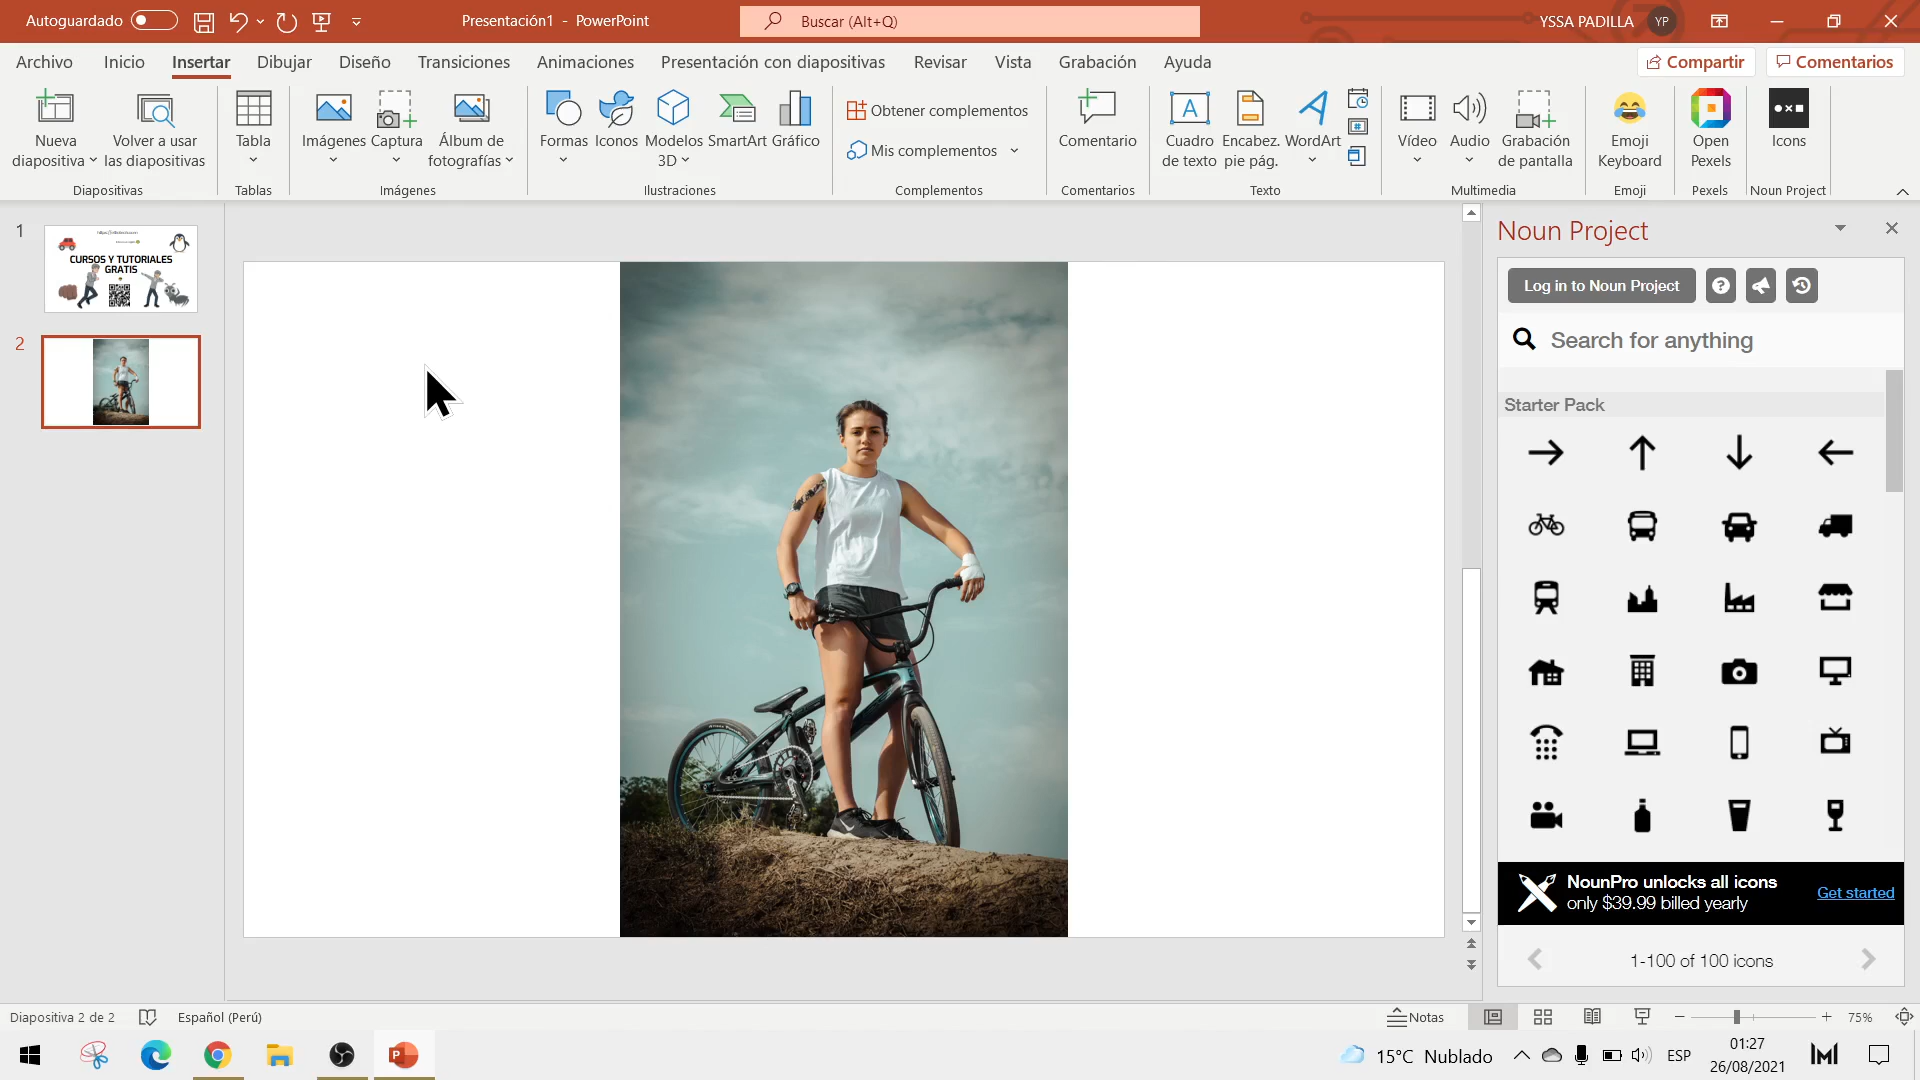 Autoguardado
Presentación1 - PowerPoint
Buscar (Alt+Q)
YSSA PADILLA YP
Archivo Inicio Insertar Dibujar Diseño Transiciones Animaciones Presentación con diapositivas Revisar Vista Grabación Ayuda
Compartir Comentarios
Nueva diapositiva
Volver a usar las diapositivas
Tabla
Imágenes
Captura
Álbum de fotografías
Formas
Iconos
Modelos 3D
SmartArt
Gráfico
Obtener complementos
Mis complementos
Comentario
Cuadro de texto
Encabez. pie pág.
WordArt
Vídeo
Audio
Grabación de pantalla
Emoji Keyboard
Open Pexels
Icons
Diapositivas Tablas Imágenes Ilustraciones Complementos Comentarios Texto Multimedia Emoji Pexels Noun Project
1
CURSOS Y TUTORIALES
GRATIS
2
Noun Project
Log in to Noun Project
Search for anything
Starter Pack
NounPro unlocks all icons
only $39.99 billed yearly
Get started
1-100 of 100 icons
Diapositiva 2 de 2
Español (Perú)
Notas
75%
15°C Nublado
ESP
01:27
26/08/2021